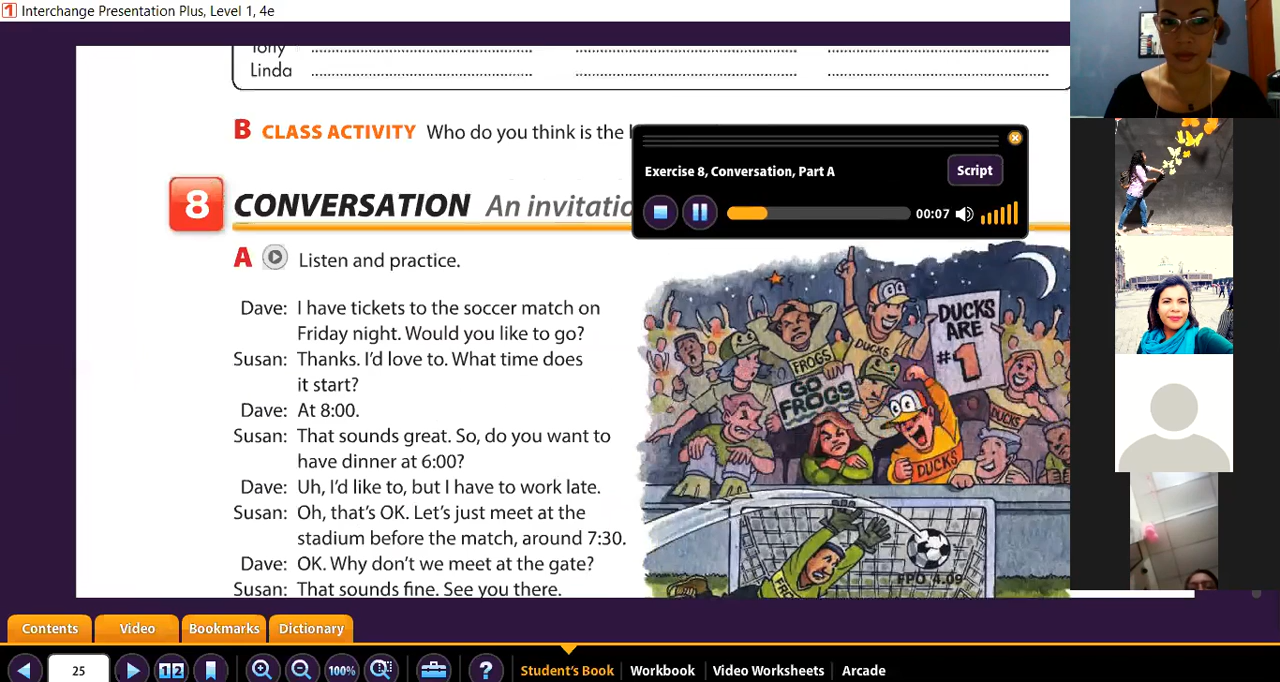 Interchange Presentation Plus, Level 1, 4e
Tony
Linda
B CLASS ACTIVITY Who do you think is the
Exercise 8, Conversation, Part A
Script
00:07
8 CONVERSATION An invitatio
A Listen and practice.
Dave: I have tickets to the soccer match on
Friday night. Would you like to go?
Susan: Thanks. I'd love to. What time does
it start?
Dave: At 8:00.
Susan: That sounds great. So, do you want to
have dinner at 6:00?
Dave: Uh, I'd like to, but I have to work late.
Susan: Oh, that's OK. Let's just meet at the
stadium before the match, around 7:30.
Dave: OK. Why don't we meet at the gate?
Susan: That sounds fine. See you there.
DUCKS
ARE
#1
DUCKS
FROGS
GO
FROGS
DUCKS
DUCKS
FPO 4.09
Contents
Video
Bookmarks
Dictionary
25
12
100%
?
Student's Book
Workbook
Video Worksheets
Arcade